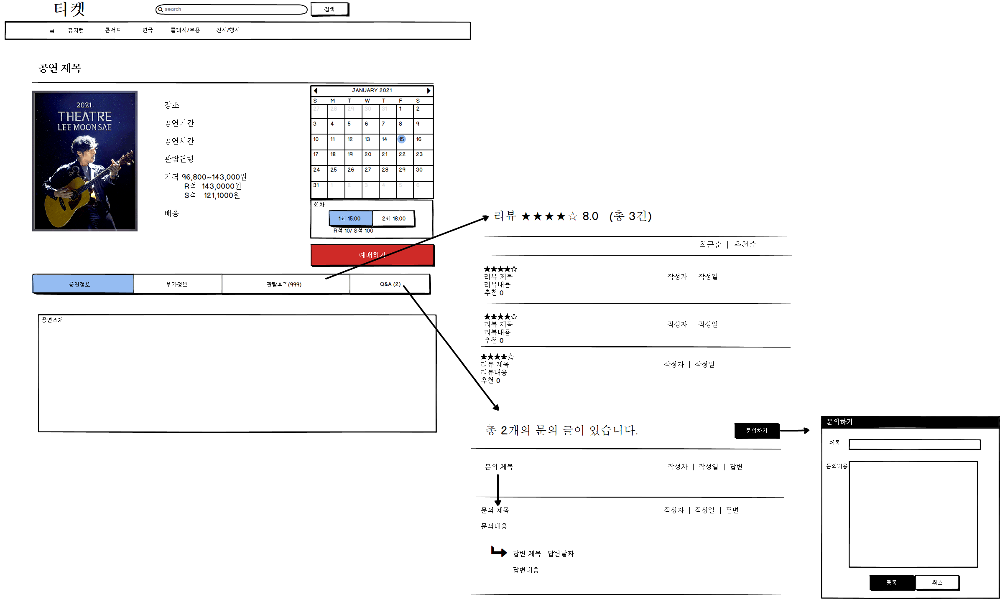 티켓
search
검색
뮤지컬 콘서트 연극 클래식/무용 전시/행사
공연 제목
2021
THEATRE
LEE MOON SAE
장소
공연기간
공연시간
관람연령
가격 96,800~143,000원
R석 143,0000원
S석 121,1000원
배송
JANUARY 2021
S M T W T F S
27 28 29 30 31 1 2
3 4 5 6 7 8 9
10 11 12 13 14 15 16
17 18 19 20 21 22 23
24 25 26 27 28 29 30
31 1 2 3 4 5 6
회차
1회 15:00 2회 18:00
R석 10/ S석 100
예매하기
공연정보 부가정보 관람후기(999) Q&A (2)
공연소개
리뷰 ★★★★☆ 8.0 (총 3건)
최근순 | 추천순
★★★★☆
리뷰 제목 작성자 | 작성일
리뷰내용
추천 0
★★★★☆
리뷰 제목 작성자 | 작성일
리뷰내용
추천 0
★★★★☆
리뷰 제목 작성자 | 작성일
리뷰내용
추천 0
총 2개의 문의 글이 있습니다.
문의하기
문의 제목 작성자 | 작성일 | 답변
문의 제목 작성자 | 작성일 | 답변
문의내용
답변 제목 답변날짜
답변내용
문의하기
제목
문의내용
등록 취소